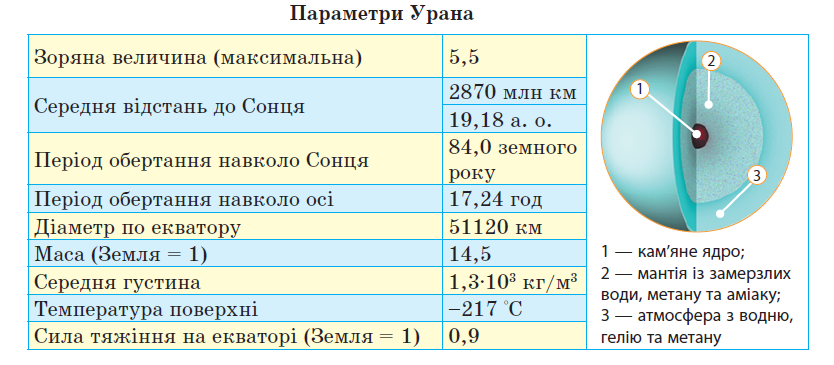 Параметри Урана
Зоряна величина (максимальна) 5,5
Середня відстань до Сонця 2870 млн км
19,18 а. о.
Період обертання навколо Сонця 84,0 земного
року
Період обертання навколо осі 17,24 год
Діаметр по екватору 51120 км
Маса (Земля = 1) 14,5
Середня густина 1,3·10³ кг/м³
Температура поверхні −217 °C
Сила тяжіння на екваторі (Земля = 1) 0,9
1
2
3
1 — кам’яне ядро;
2 — мантія із замерзлих
води, метану та аміаку;
3 — атмосфера з водню,
гелію та метану